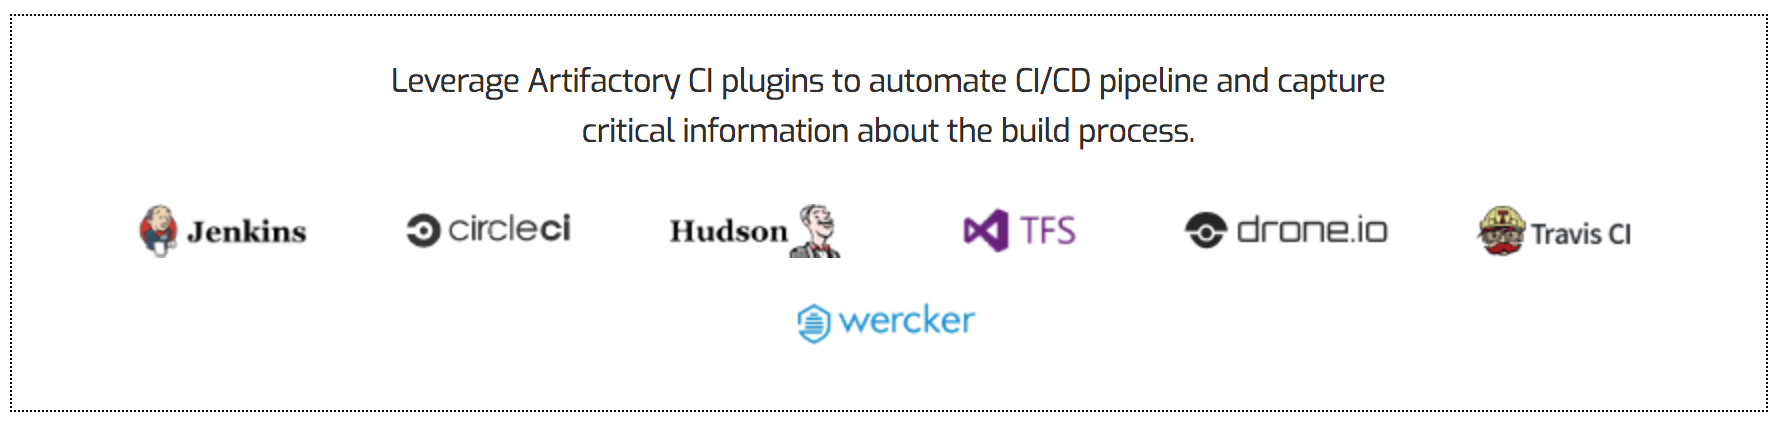 Leverage Artifactory CI plugins to automate CI/CD pipeline and capture
critical information about the build process.
Jenkins circleci Hudson TFS drone.io Travis CI
wercker